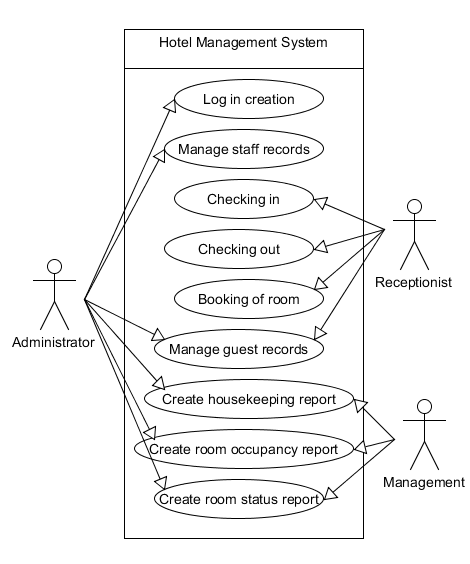 Hotel Management System
Log in creation
Manage staff records
Checking in
Checking out
Receptionist
Booking of room
Administrator
Manage guest records
Create housekeeping report
Create room occupancy report
Management
Create room status report